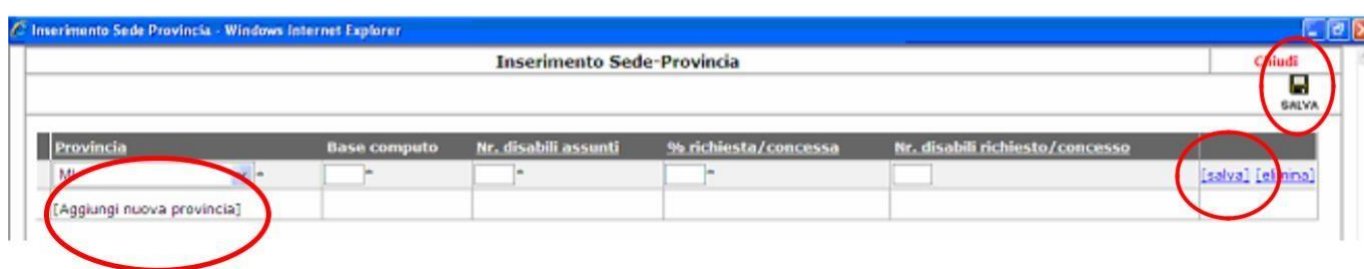 Inserimento Sede Provincia - Windows Internet Explorer
Inserimento Sede-Provincia
Chiudi
SALVA
Provincia Base computo Nr. disabili assunti % richiesta/concessa Nr. disabili richiesto/concesso
MI * * * * [salva] [elimina]
[Aggiungi nuova provincia]